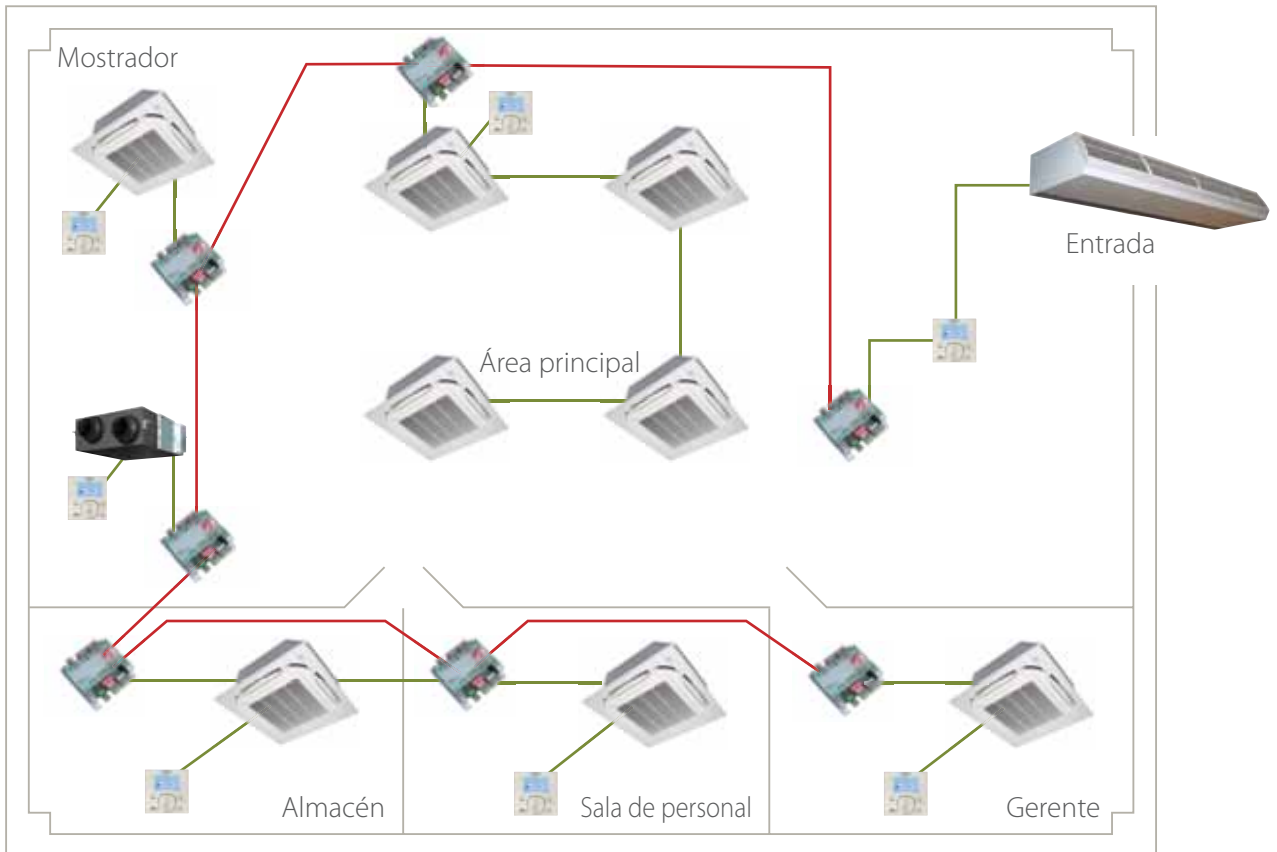 Mostrador
Entrada
Área principal
Almacén
Sala de personal
Gerente